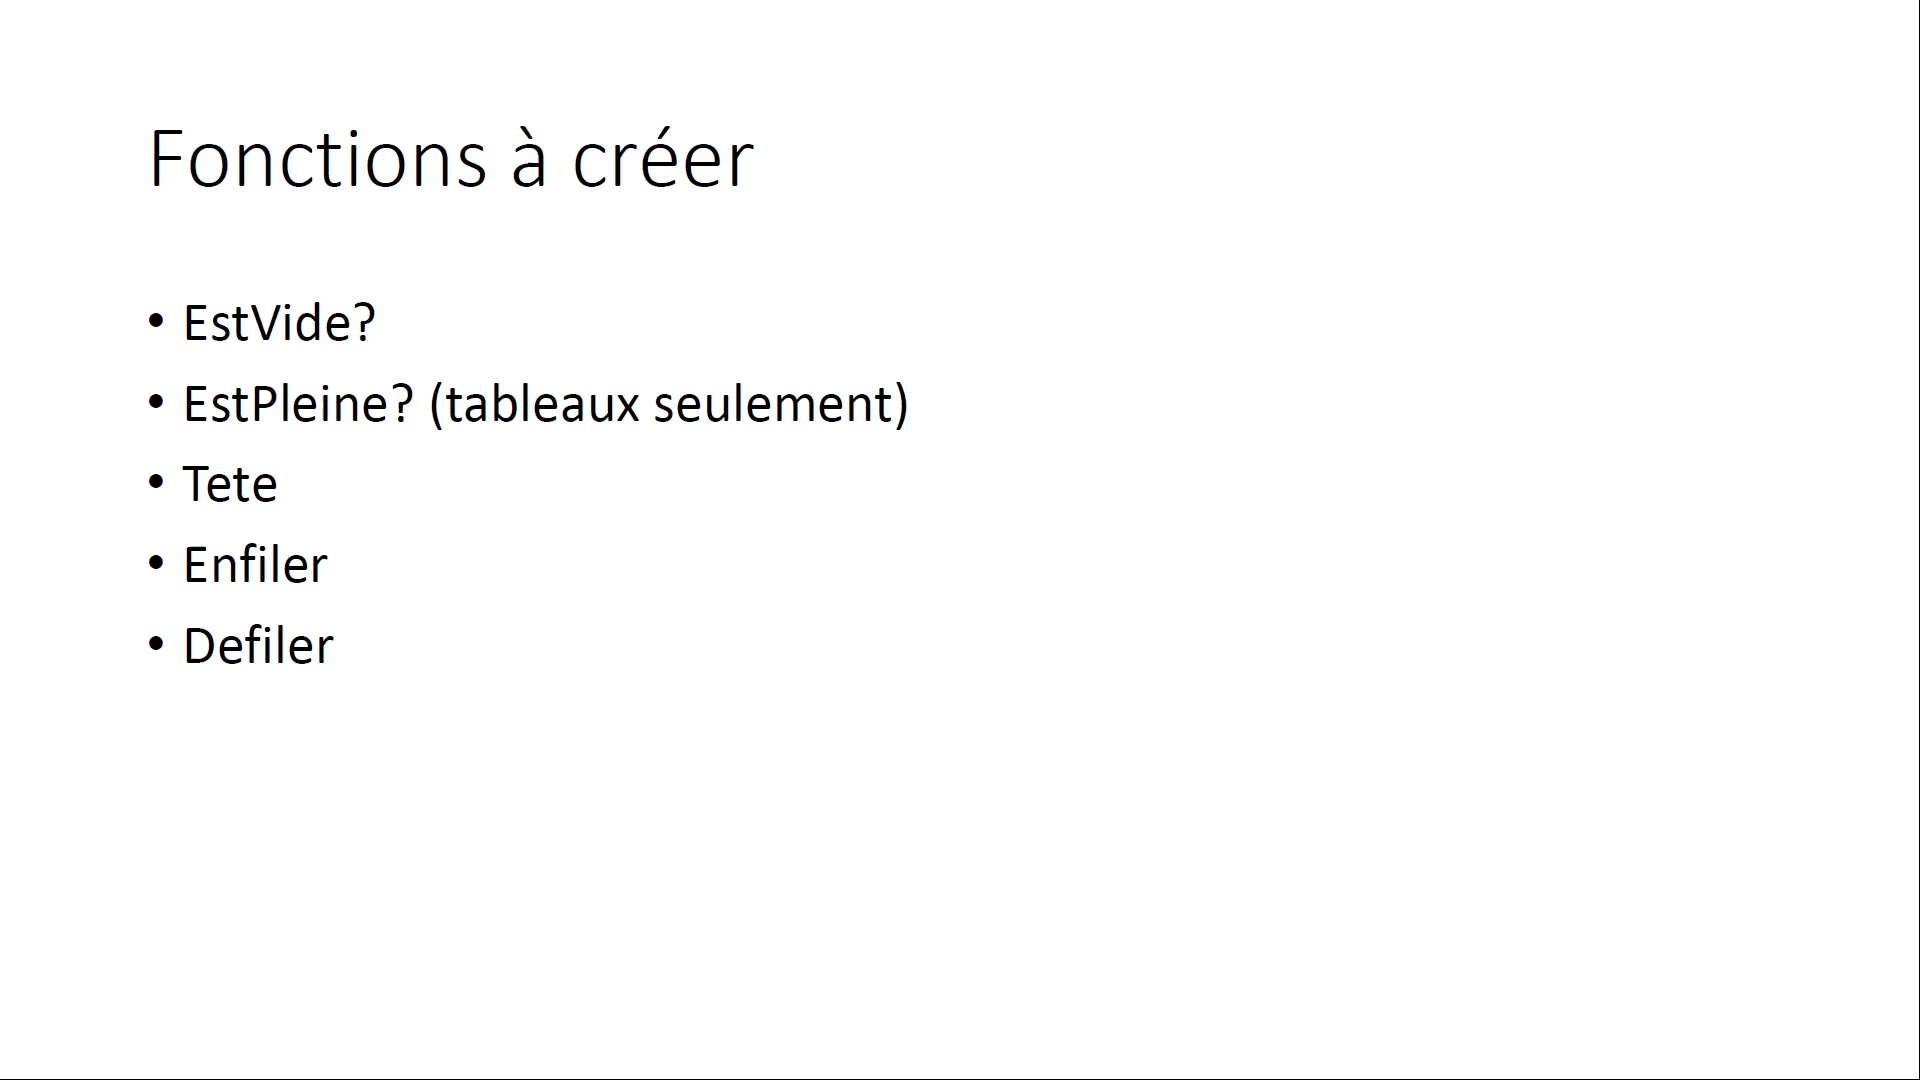 Fonctions à créer
• EstVide?
• EstPleine? (tableaux seulement)
• Tete
• Enfiler
• Defiler